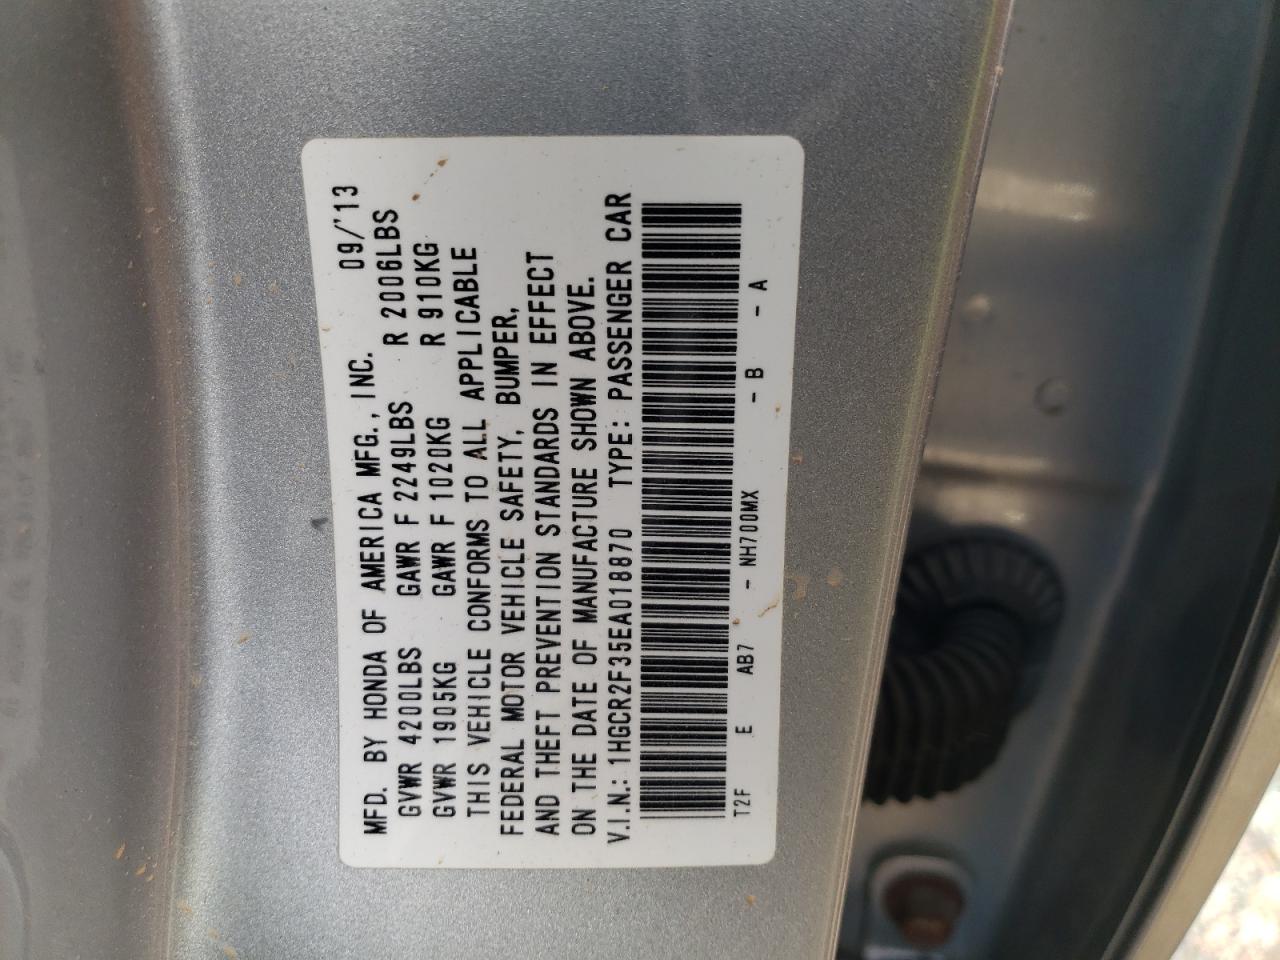 MFD. BY HONDA OF AMERICA MFG., INC. 09/'13
GVWR 4200LBS GAWR F 2249LBS R 2006LBS
GVWR 1905KG GAWR F 1020KG R 910KG
THIS VEHICLE CONFORMS TO ALL APPLICABLE
FEDERAL MOTOR VEHICLE SAFETY, BUMPER,
AND THEFT PREVENTION STANDARDS IN EFFECT
ON THE DATE OF MANUFACTURE SHOWN ABOVE.
V.I.N.: 1HGCR2F35EA018870 TYPE: PASSENGER CAR
T2F E AB7 - NH700MX - B - A